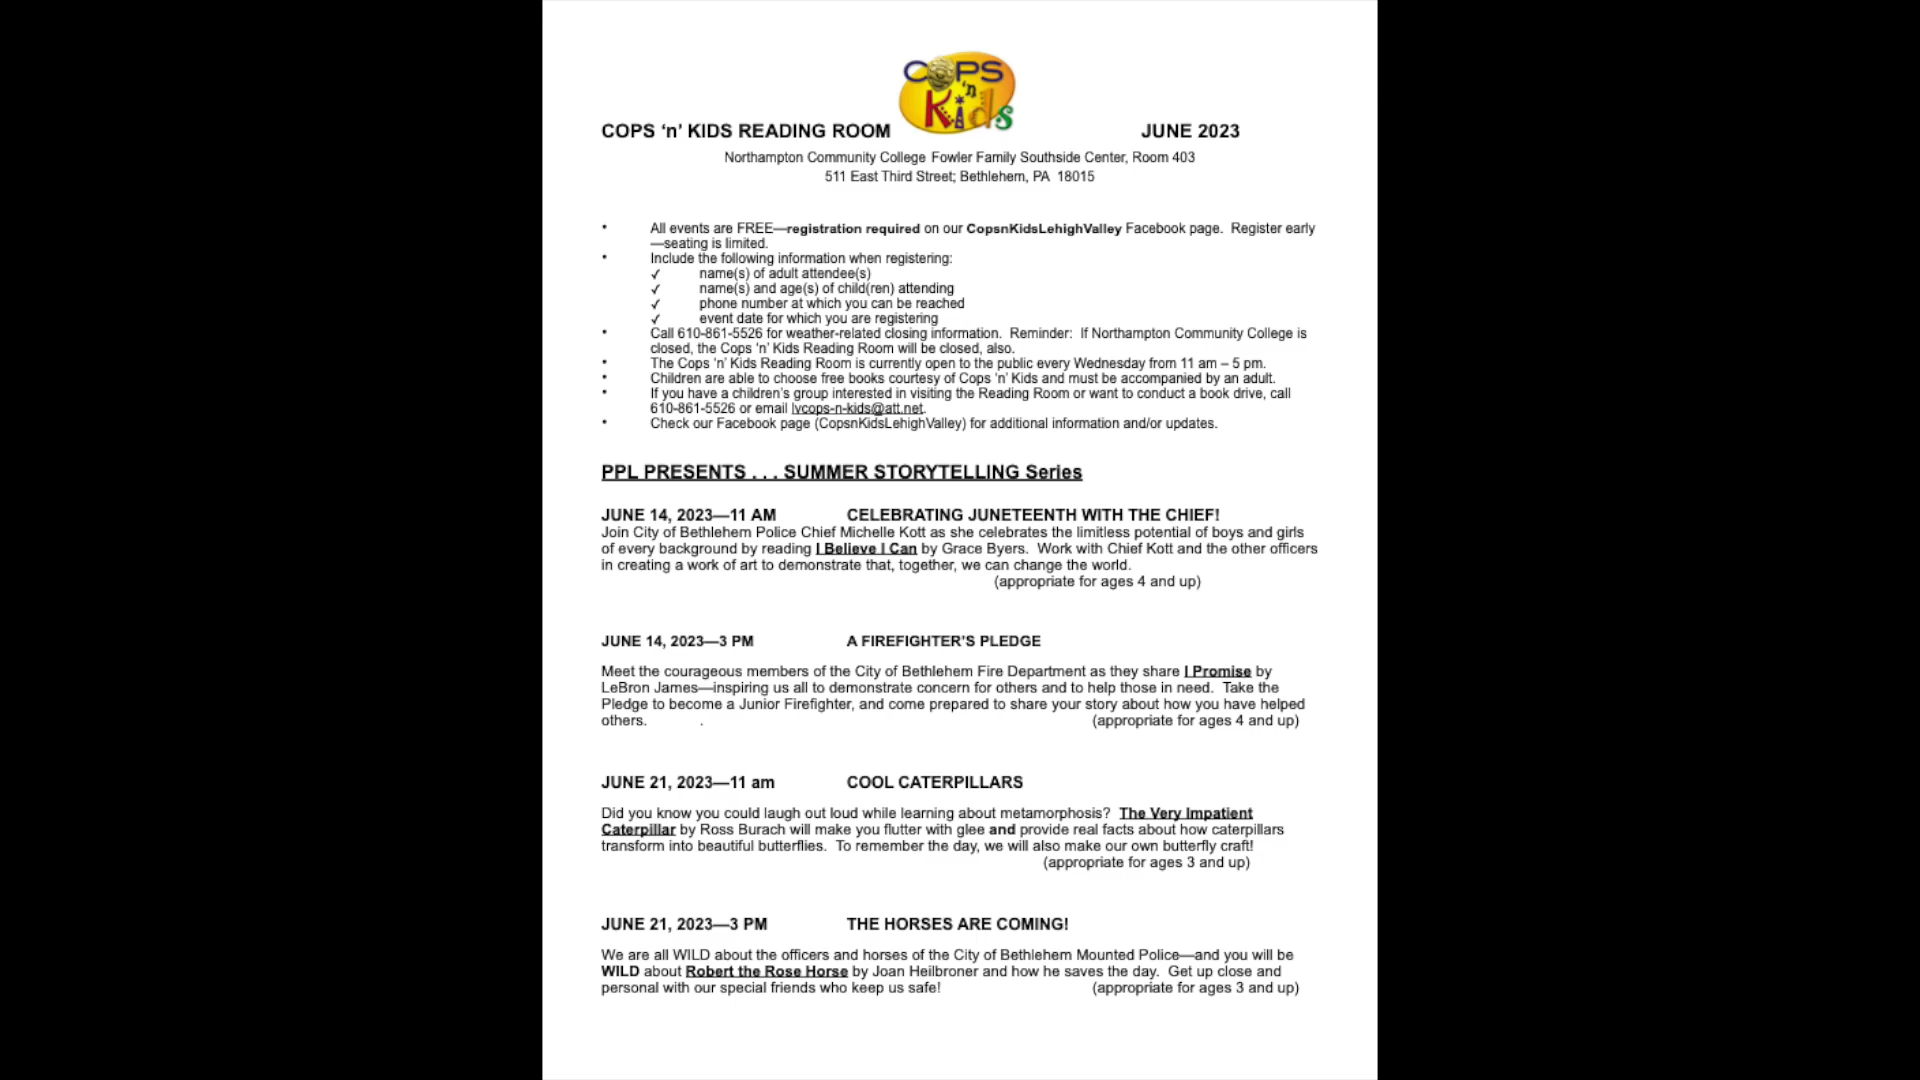 COPS 'n Kids
COPS ‘n’ KIDS READING ROOM JUNE 2023
Northampton Community College Fowler Family Southside Center, Room 403
511 East Third Street; Bethlehem, PA 18015
• All events are FREE—registration required on our CopsnKidsLehighValley Facebook page. Register early
—seating is limited.
• Include the following information when registering:
✓ name(s) of adult attendee(s)
✓ name(s) and age(s) of child(ren) attending
✓ phone number at which you can be reached
✓ event date for which you are registering
• Call 610-861-5526 for weather-related closing information. Reminder: If Northampton Community College is
closed, the Cops ’n’ Kids Reading Room will be closed, also.
• The Cops ’n’ Kids Reading Room is currently open to the public every Wednesday from 11 am – 5 pm.
• Children are able to choose free books courtesy of Cops ’n’ Kids and must be accompanied by an adult.
• If you have a children’s group interested in visiting the Reading Room or want to conduct a book drive, call
610-861-5526 or email lvcops-n-kids@att.net.
• Check our Facebook page (CopsnKidsLehighValley) for additional information and/or updates.
PPL PRESENTS . . . SUMMER STORYTELLING Series
JUNE 14, 2023—11 AM CELEBRATING JUNETEENTH WITH THE CHIEF!
Join City of Bethlehem Police Chief Michelle Kott as she celebrates the limitless potential of boys and girls
of every background by reading I Believe I Can by Grace Byers. Work with Chief Kott and the other officers
in creating a work of art to demonstrate that, together, we can change the world.
(appropriate for ages 4 and up)
JUNE 14, 2023—3 PM A FIREFIGHTER’S PLEDGE
Meet the courageous members of the City of Bethlehem Fire Department as they share I Promise by
LeBron James—inspiring us all to demonstrate concern for others and to help those in need. Take the
Pledge to become a Junior Firefighter, and come prepared to share your story about how you have helped
others. . (appropriate for ages 4 and up)
JUNE 21, 2023—11 am COOL CATERPILLARS
Did you know you could laugh out loud while learning about metamorphosis? The Very Impatient
Caterpillar by Ross Burach will make you flutter with glee and provide real facts about how caterpillars
transform into beautiful butterflies. To remember the day, we will also make our own butterfly craft!
(appropriate for ages 3 and up)
JUNE 21, 2023—3 PM THE HORSES ARE COMING!
We are all WILD about the officers and horses of the City of Bethlehem Mounted Police—and you will be
WILD about Robert the Rose Horse by Joan Heilbroner and how he saves the day. Get up close and
personal with our special friends who keep us safe! (appropriate for ages 3 and up)